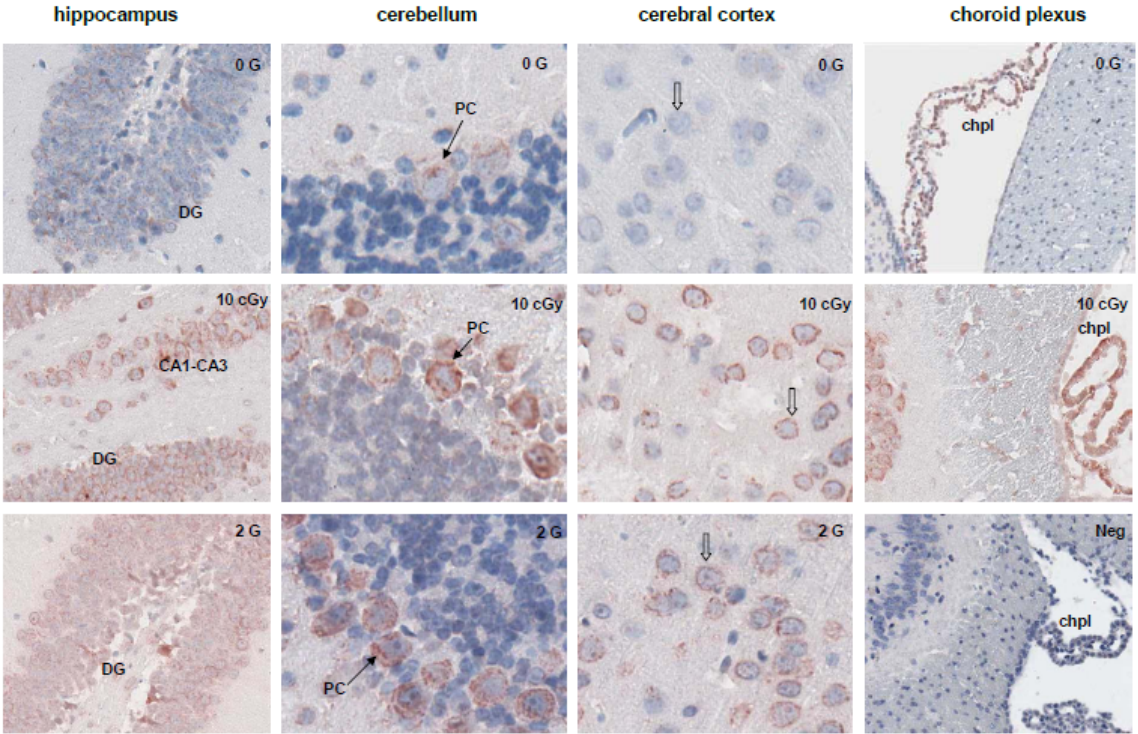 hippocampus cerebellum cerebral cortex choroid plexus
0 G 0 G 0 G 0 G
PC
chpl
DG
10 cGy 10 cGy 10 cGy 10 cGy
PC chpl
CA1-CA3
DG
2 G 2 G 2 G Neg
chpl
DG
PC